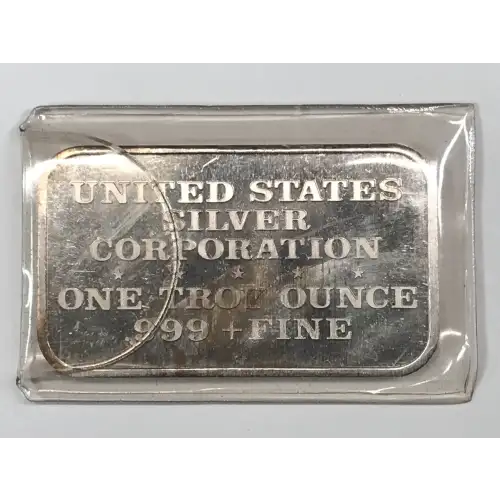 UNITED STATES
SILVER
CORPORATION
ONE TROY OUNCE
.999 + FINE